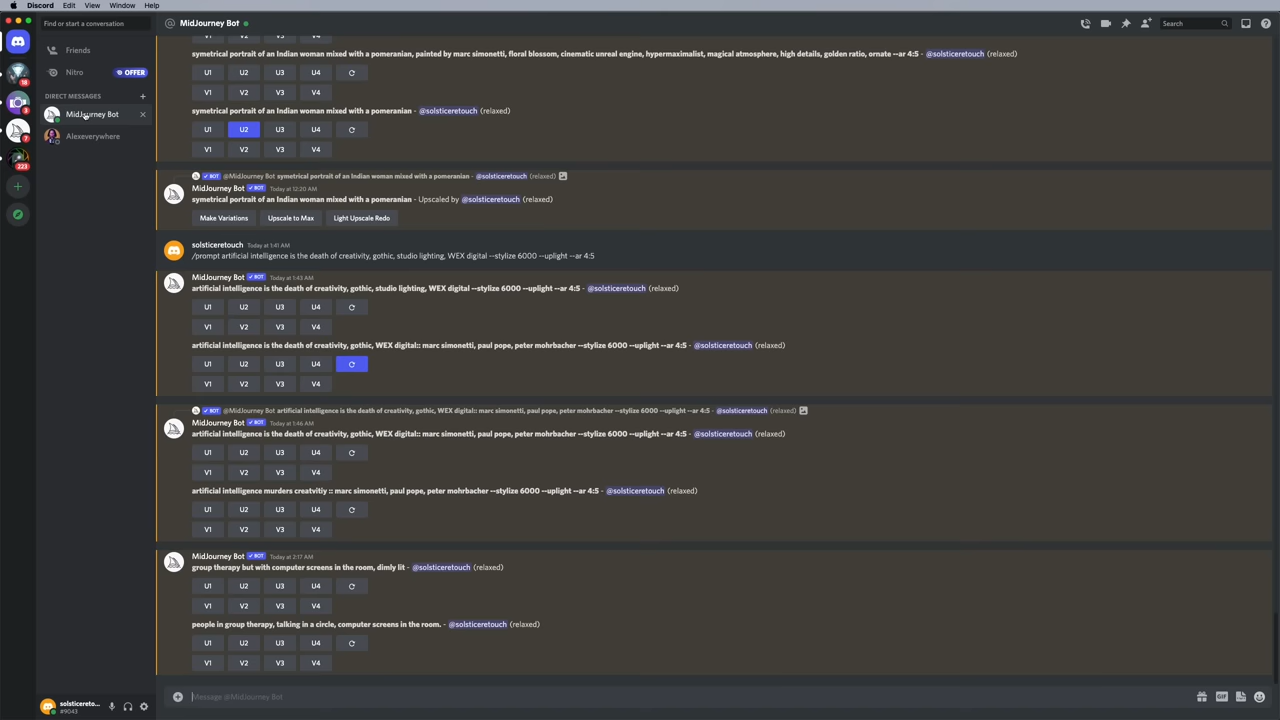 Discord Edit View Window Help
Find or start a conversation
MidJourney Bot
Search
Friends
Nitro
OFFER
DIRECT MESSAGES
MidJourney Bot
Alexeverywhere
18
3
7
223
symetrical portrait of an Indian woman mixed with a pomeranian, painted by marc simonetti, floral blossom, cinematic unreal engine, hypermaximalist, magical atmosphere, high details, golden ratio, ornate --ar 4:5 - @solsticeretouch (relaxed)
U1 U2 U3 U4
V1 V2 V3 V4
symetrical portrait of an Indian woman mixed with a pomeranian - @solsticeretouch (relaxed)
U1 U2 U3 U4
V1 V2 V3 V4
BOT @MidJourney Bot symetrical portrait of an Indian woman mixed with a pomeranian - @solsticeretouch (relaxed)
MidJourney Bot BOT Today at 12:20 AM
symetrical portrait of an Indian woman mixed with a pomeranian - Upscaled by @solsticeretouch (relaxed)
Make Variations Upscale to Max Light Upscale Redo
solsticeretouch Today at 1:41 AM
/prompt artificial intelligence is the death of creativity, gothic, studio lighting, WEX digital --stylize 6000 --uplight --ar 4:5
MidJourney Bot BOT Today at 1:43 AM
artificial intelligence is the death of creativity, gothic, studio lighting, WEX digital --stylize 6000 --uplight --ar 4:5 - @solsticeretouch (relaxed)
U1 U2 U3 U4
V1 V2 V3 V4
artificial intelligence is the death of creativity, gothic, WEX digital:: marc simonetti, paul pope, peter mohrbacher --stylize 6000 --uplight --ar 4:5 - @solsticeretouch (relaxed)
U1 U2 U3 U4
V1 V2 V3 V4
BOT @MidJourney Bot artificial intelligence is the death of creativity, gothic, WEX digital:: marc simonetti, paul pope, peter mohrbacher --stylize 6000 --uplight --ar 4:5 - @solsticeretouch (relaxed)
MidJourney Bot BOT Today at 1:46 AM
artificial intelligence is the death of creativity, gothic, WEX digital:: marc simonetti, paul pope, peter mohrbacher --stylize 6000 --uplight --ar 4:5 - @solsticeretouch (relaxed)
U1 U2 U3 U4
V1 V2 V3 V4
artificial intelligence murders creatvitiy :: marc simonetti, paul pope, peter mohrbacher --stylize 6000 --uplight --ar 4:5 - @solsticeretouch (relaxed)
U1 U2 U3 U4
V1 V2 V3 V4
MidJourney Bot BOT Today at 2:17 AM
group therapy but with computer screens in the room, dimly lit - @solsticeretouch (relaxed)
U1 U2 U3 U4
V1 V2 V3 V4
people in group therapy, talking in a circle, computer screens in the room. - @solsticeretouch (relaxed)
U1 U2 U3 U4
V1 V2 V3 V4
Message @MidJourney Bot
GIF
solsticereto...
#9043